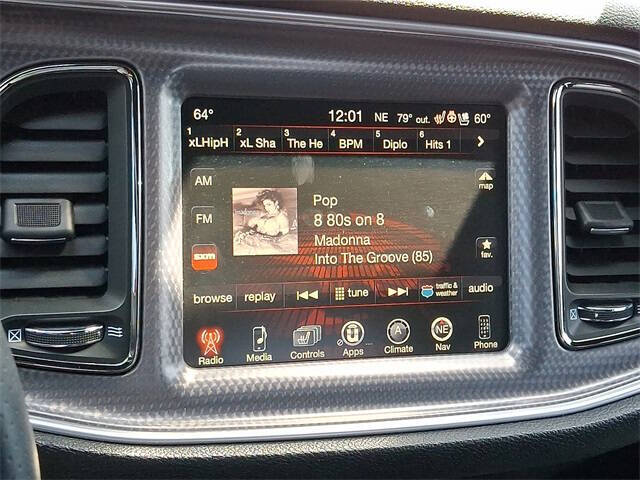 64° 12:01 NE 79° out. 60°
1 xLHipH 2 xL Sha 3 The He 4 BPM 5 Diplo 6 Hits 1
AM
FM
sxm
Pop
8 80s on 8
Madonna
Into The Groove (85)
map
fav.
browse replay tune traffic & weather audio
Radio Media Controls Apps A Climate NE Nav Phone